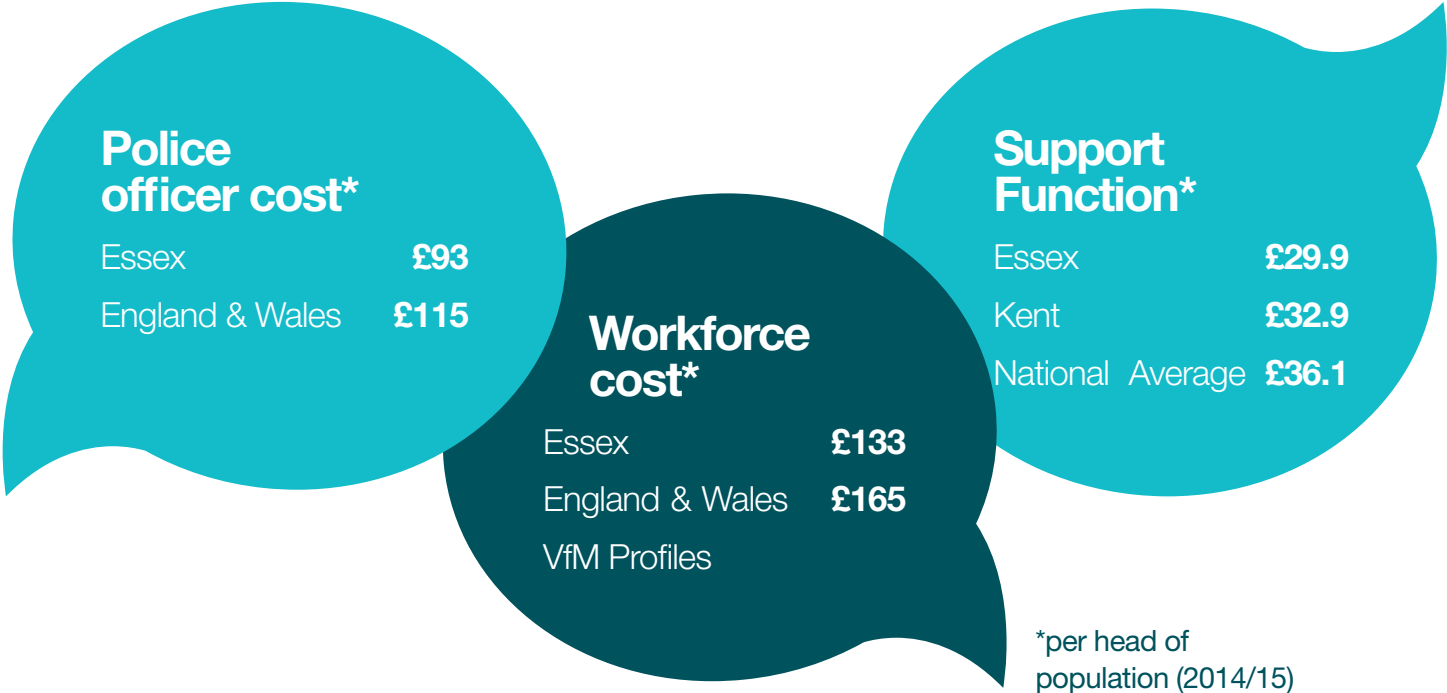 Police
officer cost*
Essex £93
England & Wales £115
Workforce
cost*
Essex £133
England & Wales £165
VfM Profiles
Support
Function*
Essex £29.9
Kent £32.9
National Average £36.1
*per head of
population (2014/15)